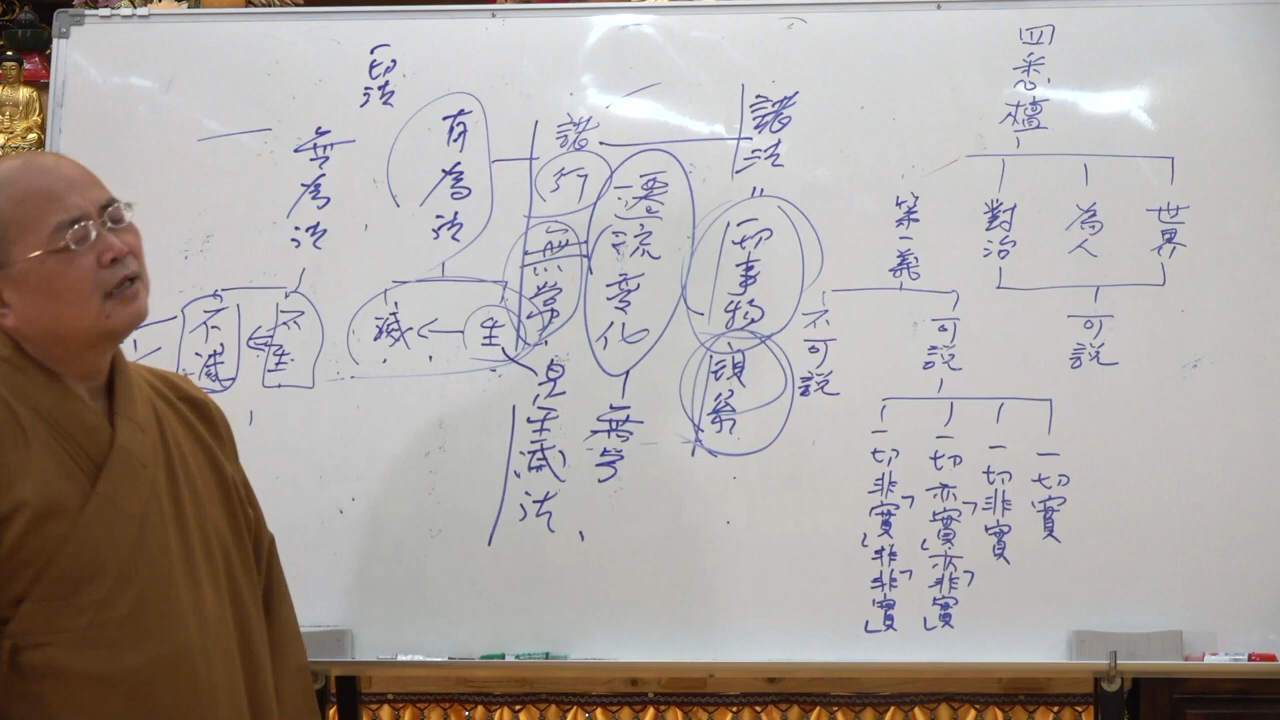 四悉檀
世界
為人
對治
第一義
可說
可說
不可說
一切實
一切非實
一切亦實」亦非」實
一切非實」非非」實
諸法
一切事物
現象
遷流變化
無常
諸行
無常
是生滅法、
有為法
生
滅
印法
無為法
不生
不滅